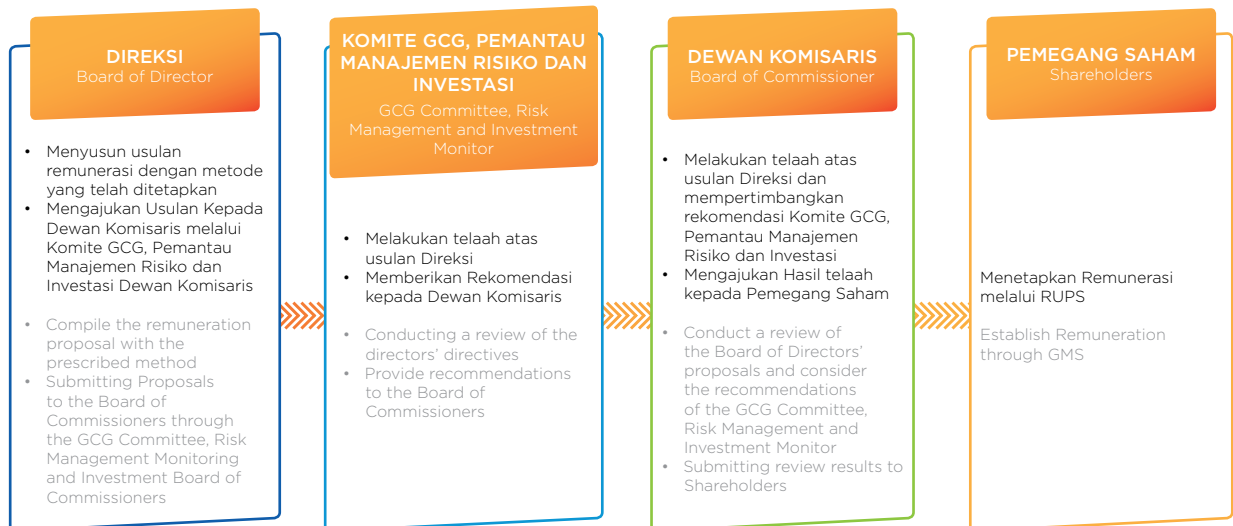 DIREKSI
Board of Director
• Menyusun usulan
remunerasi dengan metode
yang telah ditetapkan
• Mengajukan Usulan Kepada
Dewan Komisaris melalui
Komite GCG, Pemantau
Manajemen Risiko dan
Investasi Dewan Komisaris
• Compile the remuneration
proposal with the
prescribed method
• Submitting Proposals
to the Board of
Commissioners through
the GCG Committee, Risk
Management Monitoring
and Investment Board of
Commissioners
KOMITE GCG, PEMANTAU
MANAJEMEN RISIKO DAN
INVESTASI
GCG Committee, Risk
Management and Investment
Monitor
• Melakukan telaah atas
usulan Direksi
• Memberikan Rekomendasi
kepada Dewan Komisaris
• Conducting a review of the
directors’ directives
• Provide recommendations
to the Board of
Commissioners
DEWAN KOMISARIS
Board of Commissioner
• Melakukan telaah atas
usulan Direksi dan
mempertimbangkan
rekomendasi Komite GCG,
Pemantau Manajemen
Risiko dan Investasi
• Mengajukan Hasil telaah
kepada Pemegang Saham
• Conduct a review of
the Board of Directors’
proposals and consider
the recommendations
of the GCG Committee,
Risk Management and
Investment Monitor
• Submitting review results to
Shareholders
PEMEGANG SAHAM
Shareholders
Menetapkan Remunerasi
melalui RUPS
Establish Remuneration
through GMS